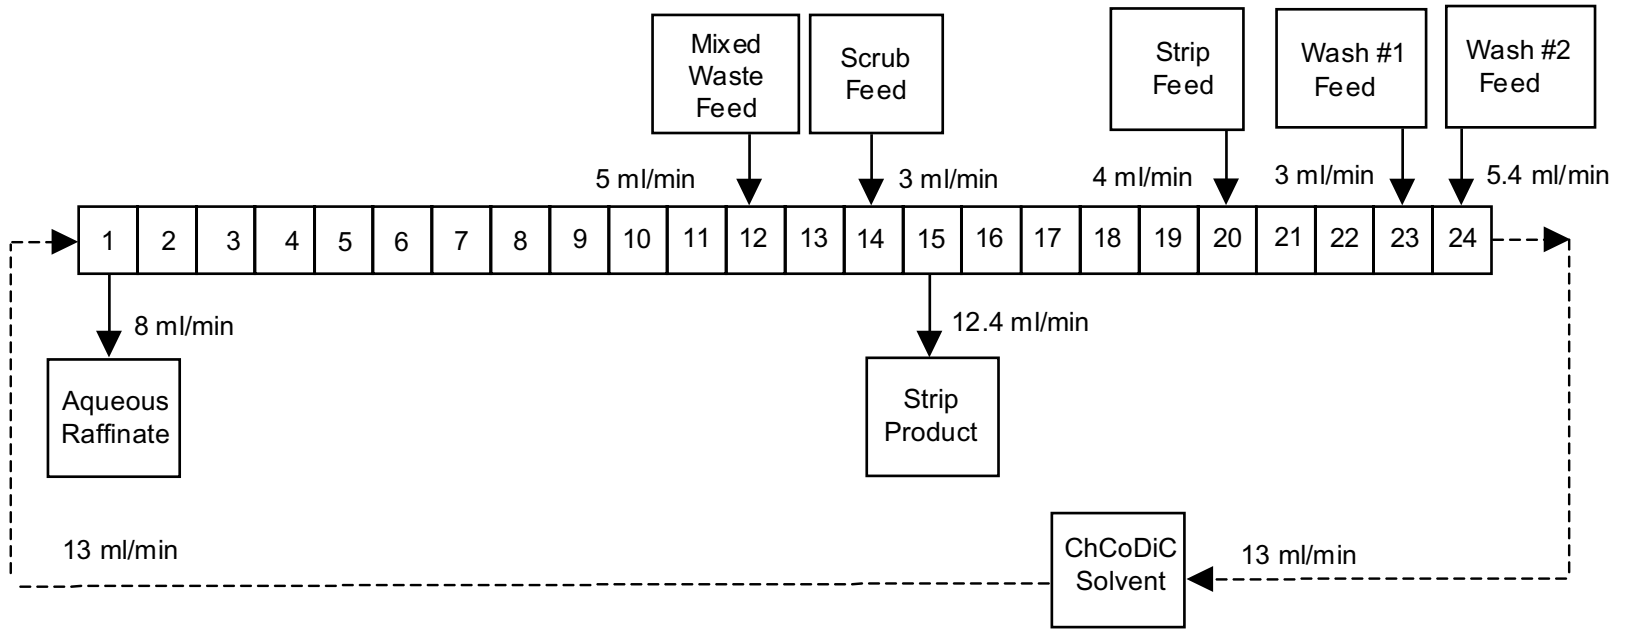 Mixed
Waste
Feed
Scrub
Feed
Strip
Feed
Wash #1
Feed
Wash #2
Feed
5 ml/min
3 ml/min
4 ml/min
3 ml/min
5.4 ml/min
1 2 3 4 5 6 7 8 9 10 11 12 13 14 15 16 17 18 19 20 21 22 23 24
8 ml/min
12.4 ml/min
Aqueous
Raffinate
Strip
Product
13 ml/min
ChCoDiC
Solvent
13 ml/min